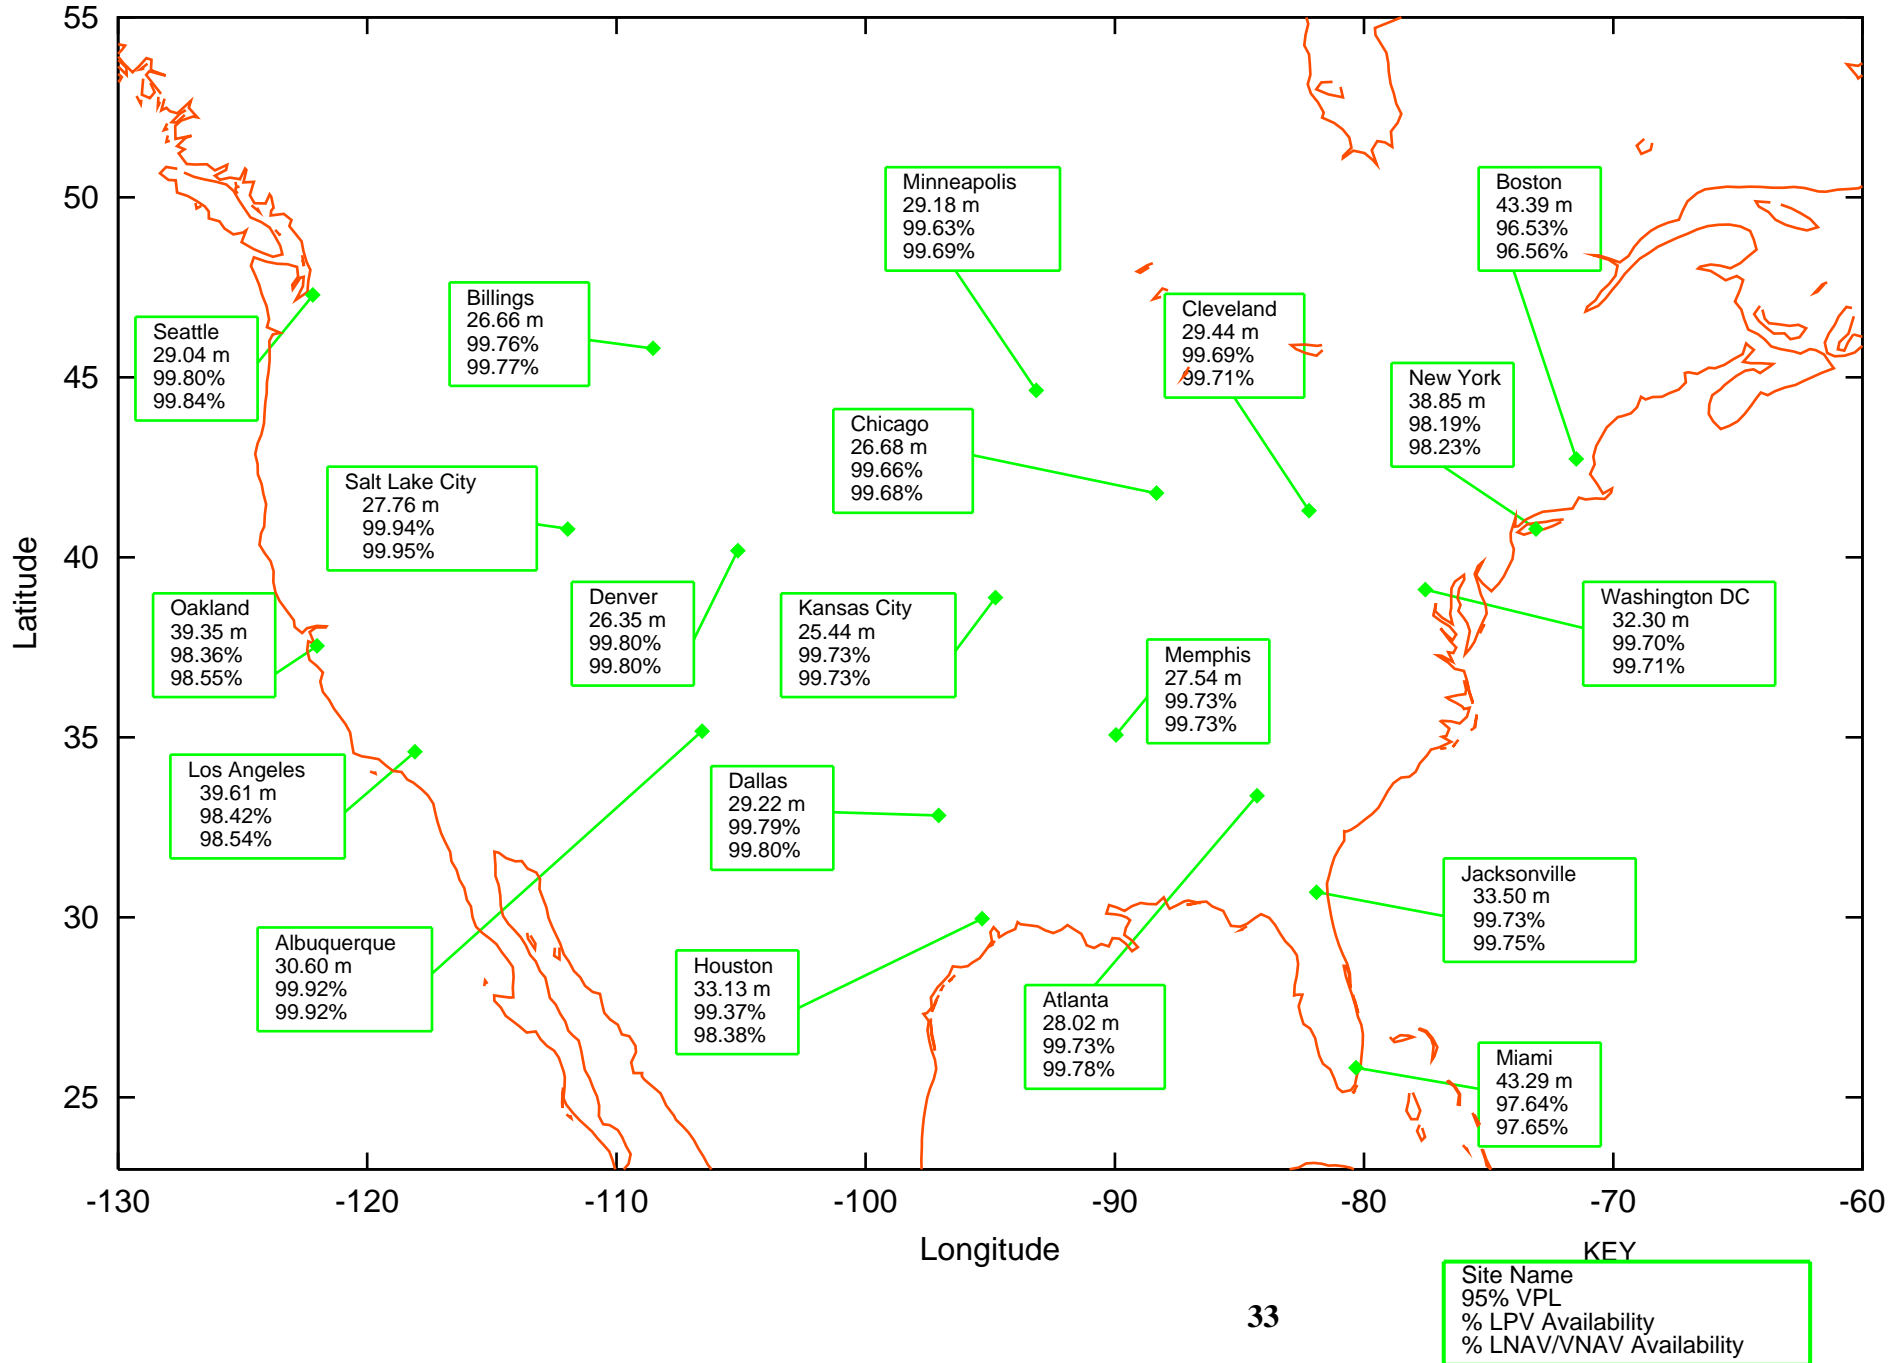 55
50
45
40
35
30
25
Latitude
Minneapolis
29.18 m
99.63%
99.69%
Boston
43.39 m
96.53%
96.56%
Billings
26.66 m
99.76%
99.77%
Cleveland
29.44 m
99.69%
99.71%
Seattle
29.04 m
99.80%
99.84%
New York
38.85 m
98.19%
98.23%
Chicago
26.68 m
99.66%
99.68%
Salt Lake City
27.76 m
99.94%
99.95%
Oakland
39.35 m
98.36%
98.55%
Denver
26.35 m
99.80%
99.80%
Kansas City
25.44 m
99.73%
99.73%
Washington DC
32.30 m
99.70%
99.71%
Memphis
27.54 m
99.73%
99.73%
Los Angeles
39.61 m
98.42%
98.54%
Dallas
29.22 m
99.79%
99.80%
Jacksonville
33.50 m
99.73%
99.75%
Albuquerque
30.60 m
99.92%
99.92%
Houston
33.13 m
99.37%
98.38%
Atlanta
28.02 m
99.73%
99.78%
Miami
43.29 m
97.64%
97.65%
-130 -120 -110 -100 -90 -80 -70 -60
Longitude
KEY
Site Name
95% VPL
% LPV Availability
% LNAV/VNAV Availability
33